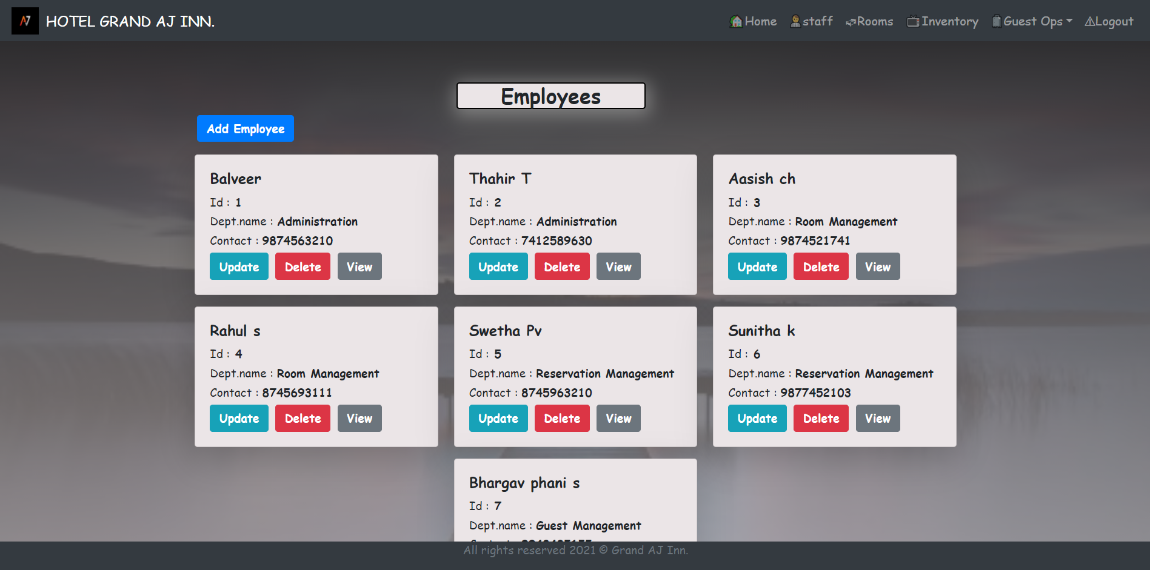 HOTEL GRAND AJ INN.
Home staff Rooms Inventory Guest Ops Logout
Employees
Add Employee
Balveer
Id : 1
Dept.name : Administration
Contact : 9874563210
Update Delete View
Thahir T
Id : 2
Dept.name : Administration
Contact : 7412589630
Update Delete View
Aasish ch
Id : 3
Dept.name : Room Management
Contact : 9874521741
Update Delete View
Rahul s
Id : 4
Dept.name : Room Management
Contact : 8745693111
Update Delete View
Swetha Pv
Id : 5
Dept.name : Reservation Management
Contact : 8745963210
Update Delete View
Sunitha k
Id : 6
Dept.name : Reservation Management
Contact : 9877452103
Update Delete View
Bhargav phani s
Id : 7
Dept.name : Guest Management
All rights reserved 2021 © Grand AJ Inn.